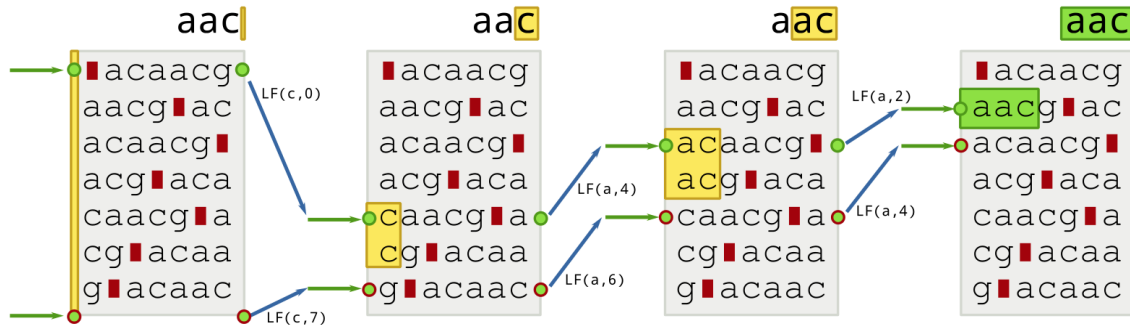 aac
■acaacg
aacg■ac
acaacg■
acg■aca
caacg■a
cg■acaa
g■acaac
LF(c,0)
LF(c,7)
aac
■acaacg
aacg■ac
acaacg■
acg■aca
caacg■a
cg■acaa
g■acaac
LF(a,4)
LF(a,6)
aac
■acaacg
aacg■ac
acaacg■
acg■aca
caacg■a
cg■acaa
g■acaac
LF(a,2)
LF(a,4)
aac
■acaacg
aacg■ac
acaacg■
acg■aca
caacg■a
cg■acaa
g■acaac